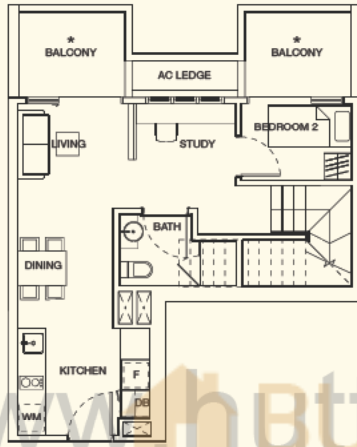 * *
BALCONY BALCONY
AC LEDGE
BEDROOM 2
LIVING STUDY
BATH
DINING
KITCHEN F
DB
WM